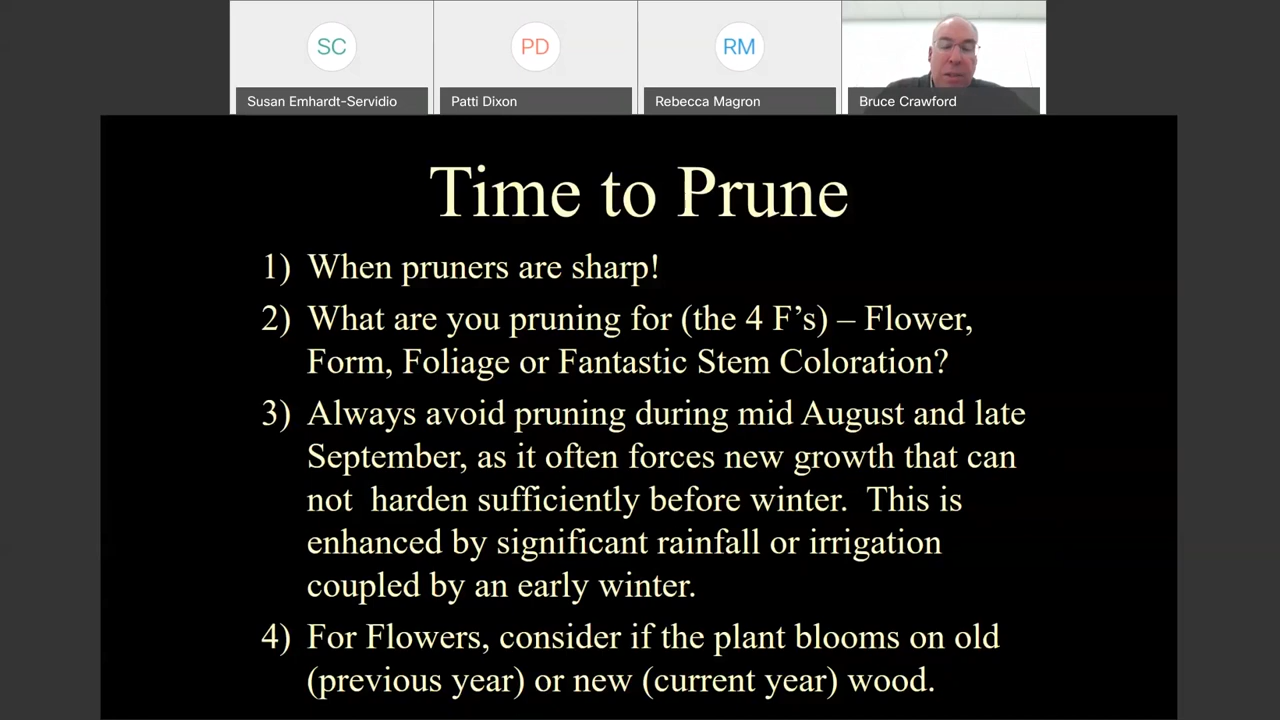 SC
PD
RM
Susan Emhardt-Servidio
Patti Dixon
Rebecca Magron
Bruce Crawford
Time to Prune
1) When pruners are sharp!
2) What are you pruning for (the 4 F’s) – Flower,
Form, Foliage or Fantastic Stem Coloration?
3) Always avoid pruning during mid August and late
September, as it often forces new growth that can
not harden sufficiently before winter. This is
enhanced by significant rainfall or irrigation
coupled by an early winter.
4) For Flowers, consider if the plant blooms on old
(previous year) or new (current year) wood.